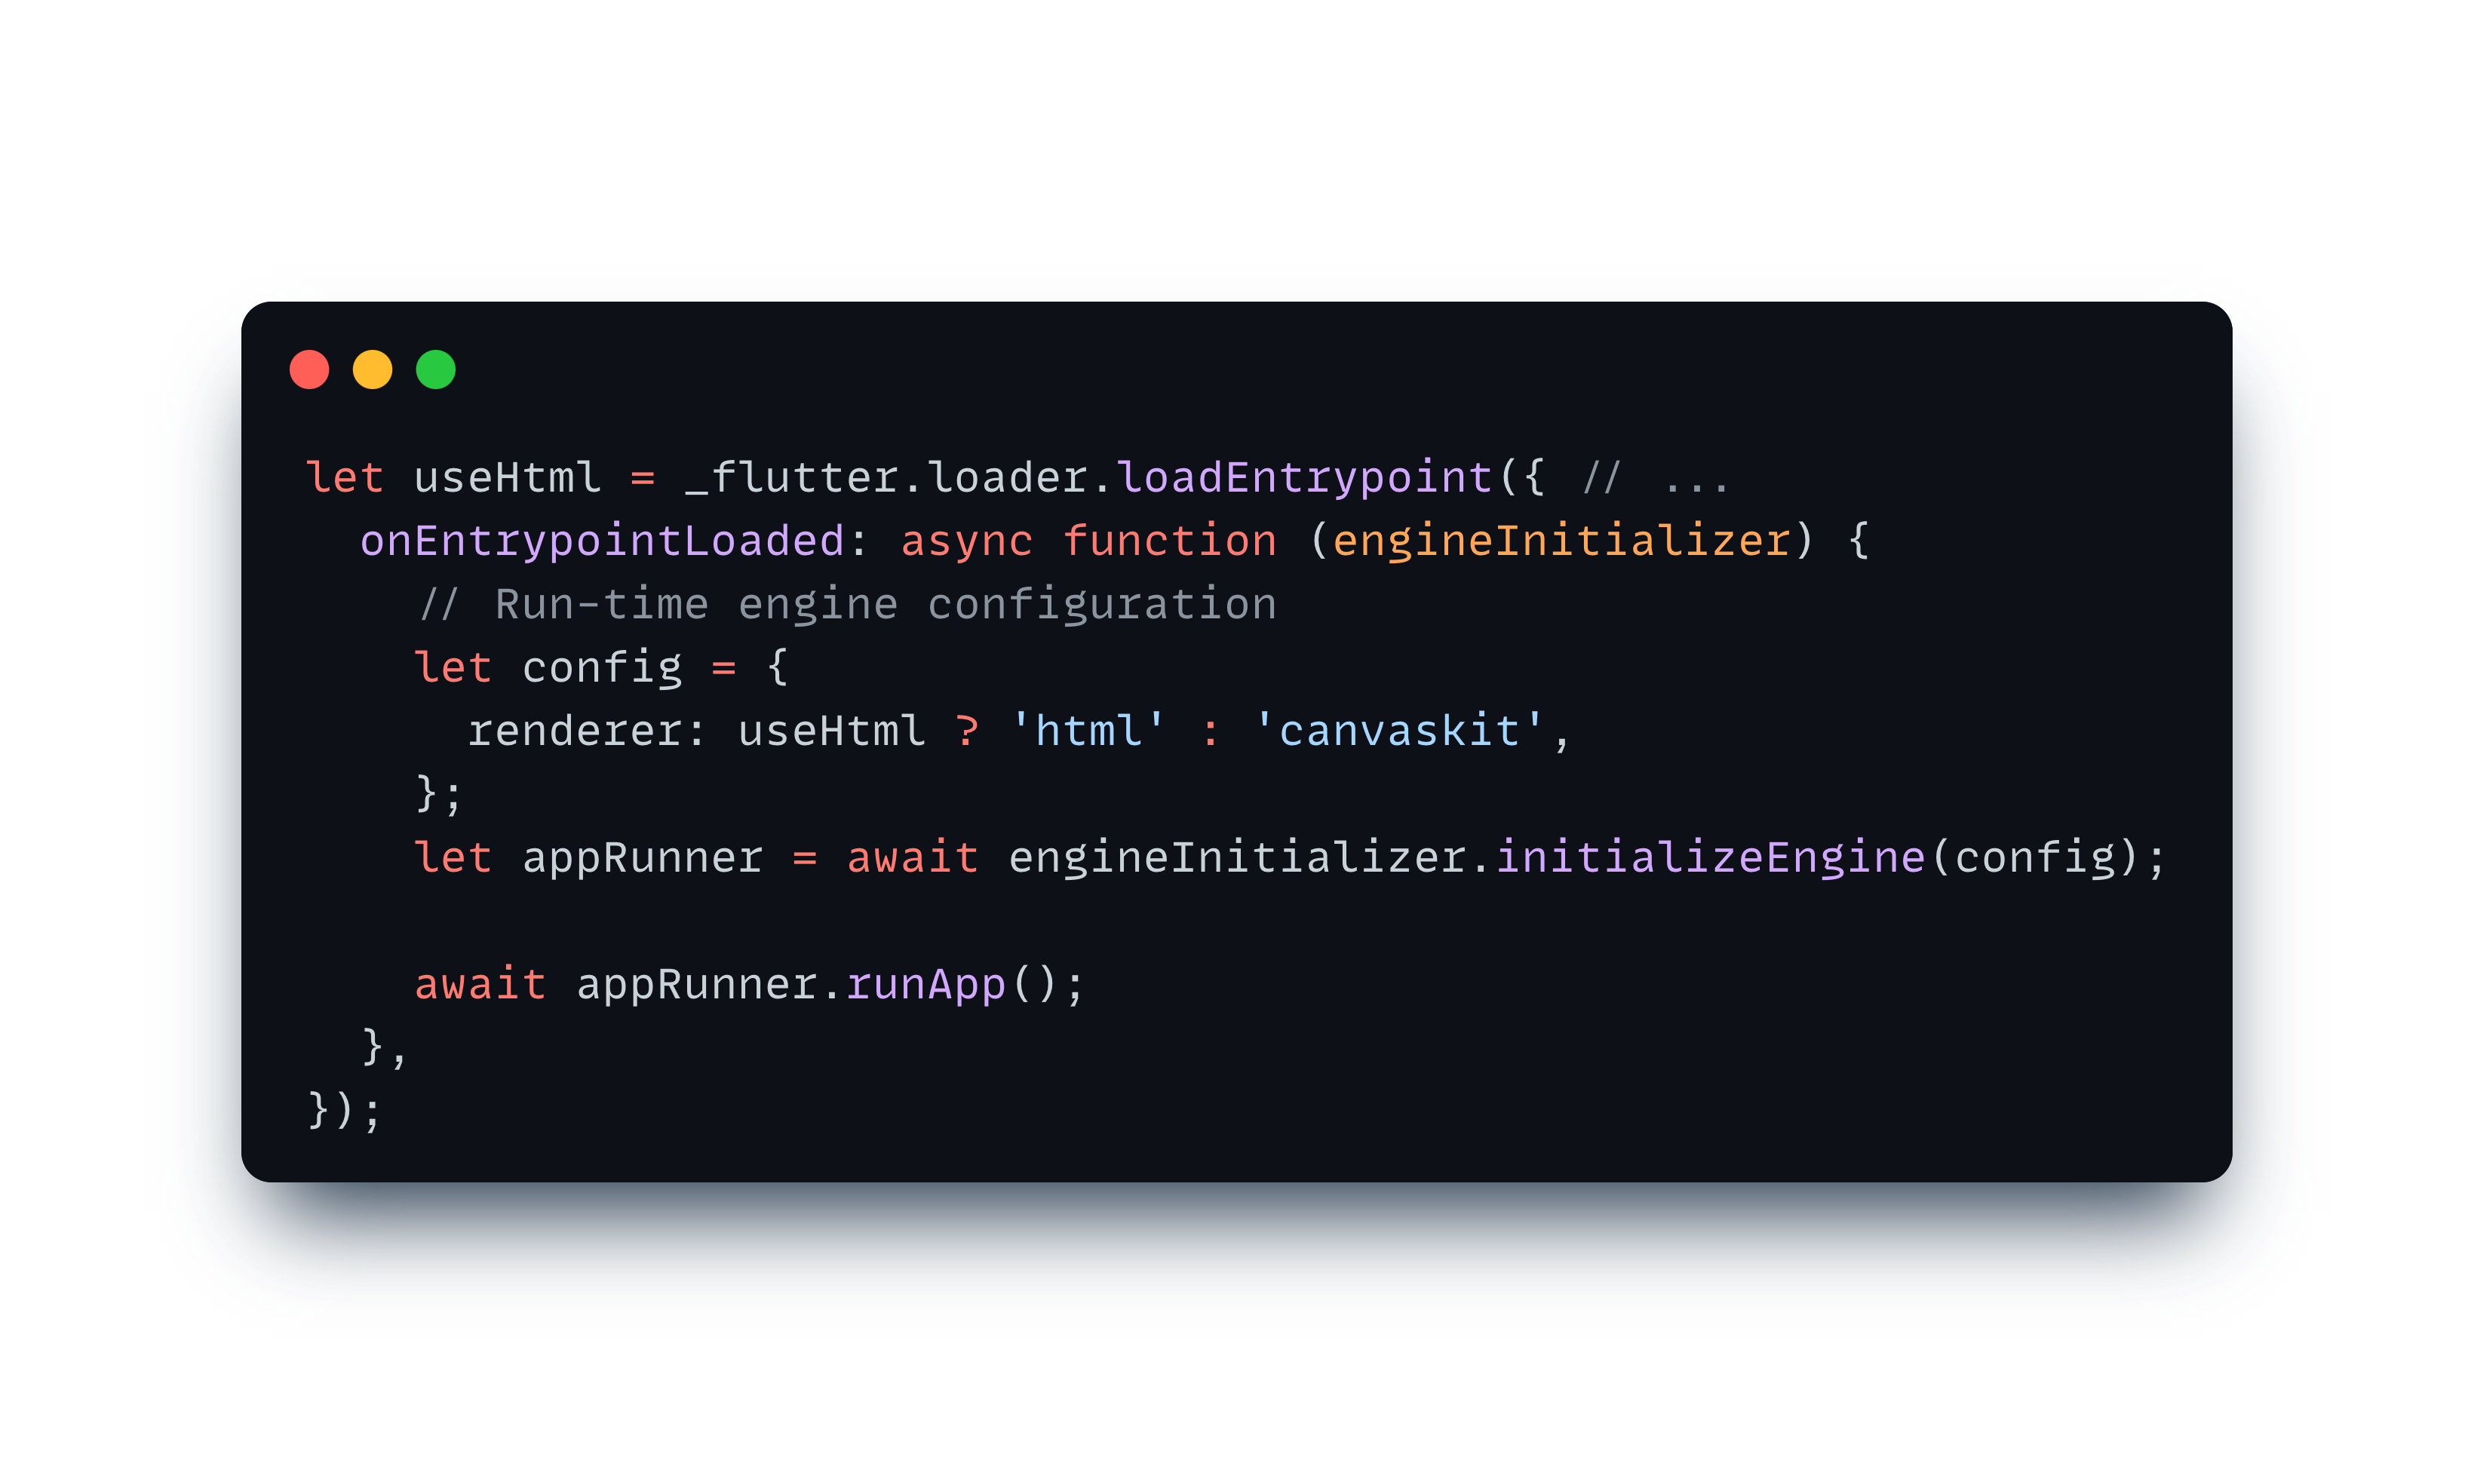 let useHtml = _flutter.loader.loadEntrypoint({ // ...
  onEntrypointLoaded: async function (engineInitializer) {
    // Run-time engine configuration
    let config = {
      renderer: useHtml ? 'html' : 'canvaskit',
    };
    let appRunner = await engineInitializer.initializeEngine(config);

    await appRunner.runApp();
  },
});